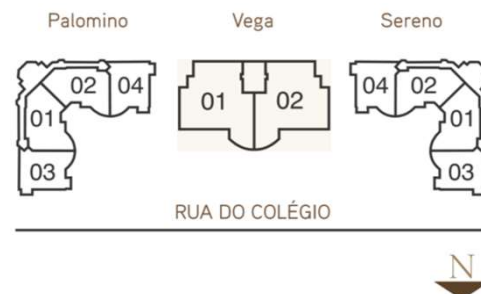 Palomino Vega Sereno
02 04 01 02 04 02
01 01
03 03
RUA DO COLÉGIO
N